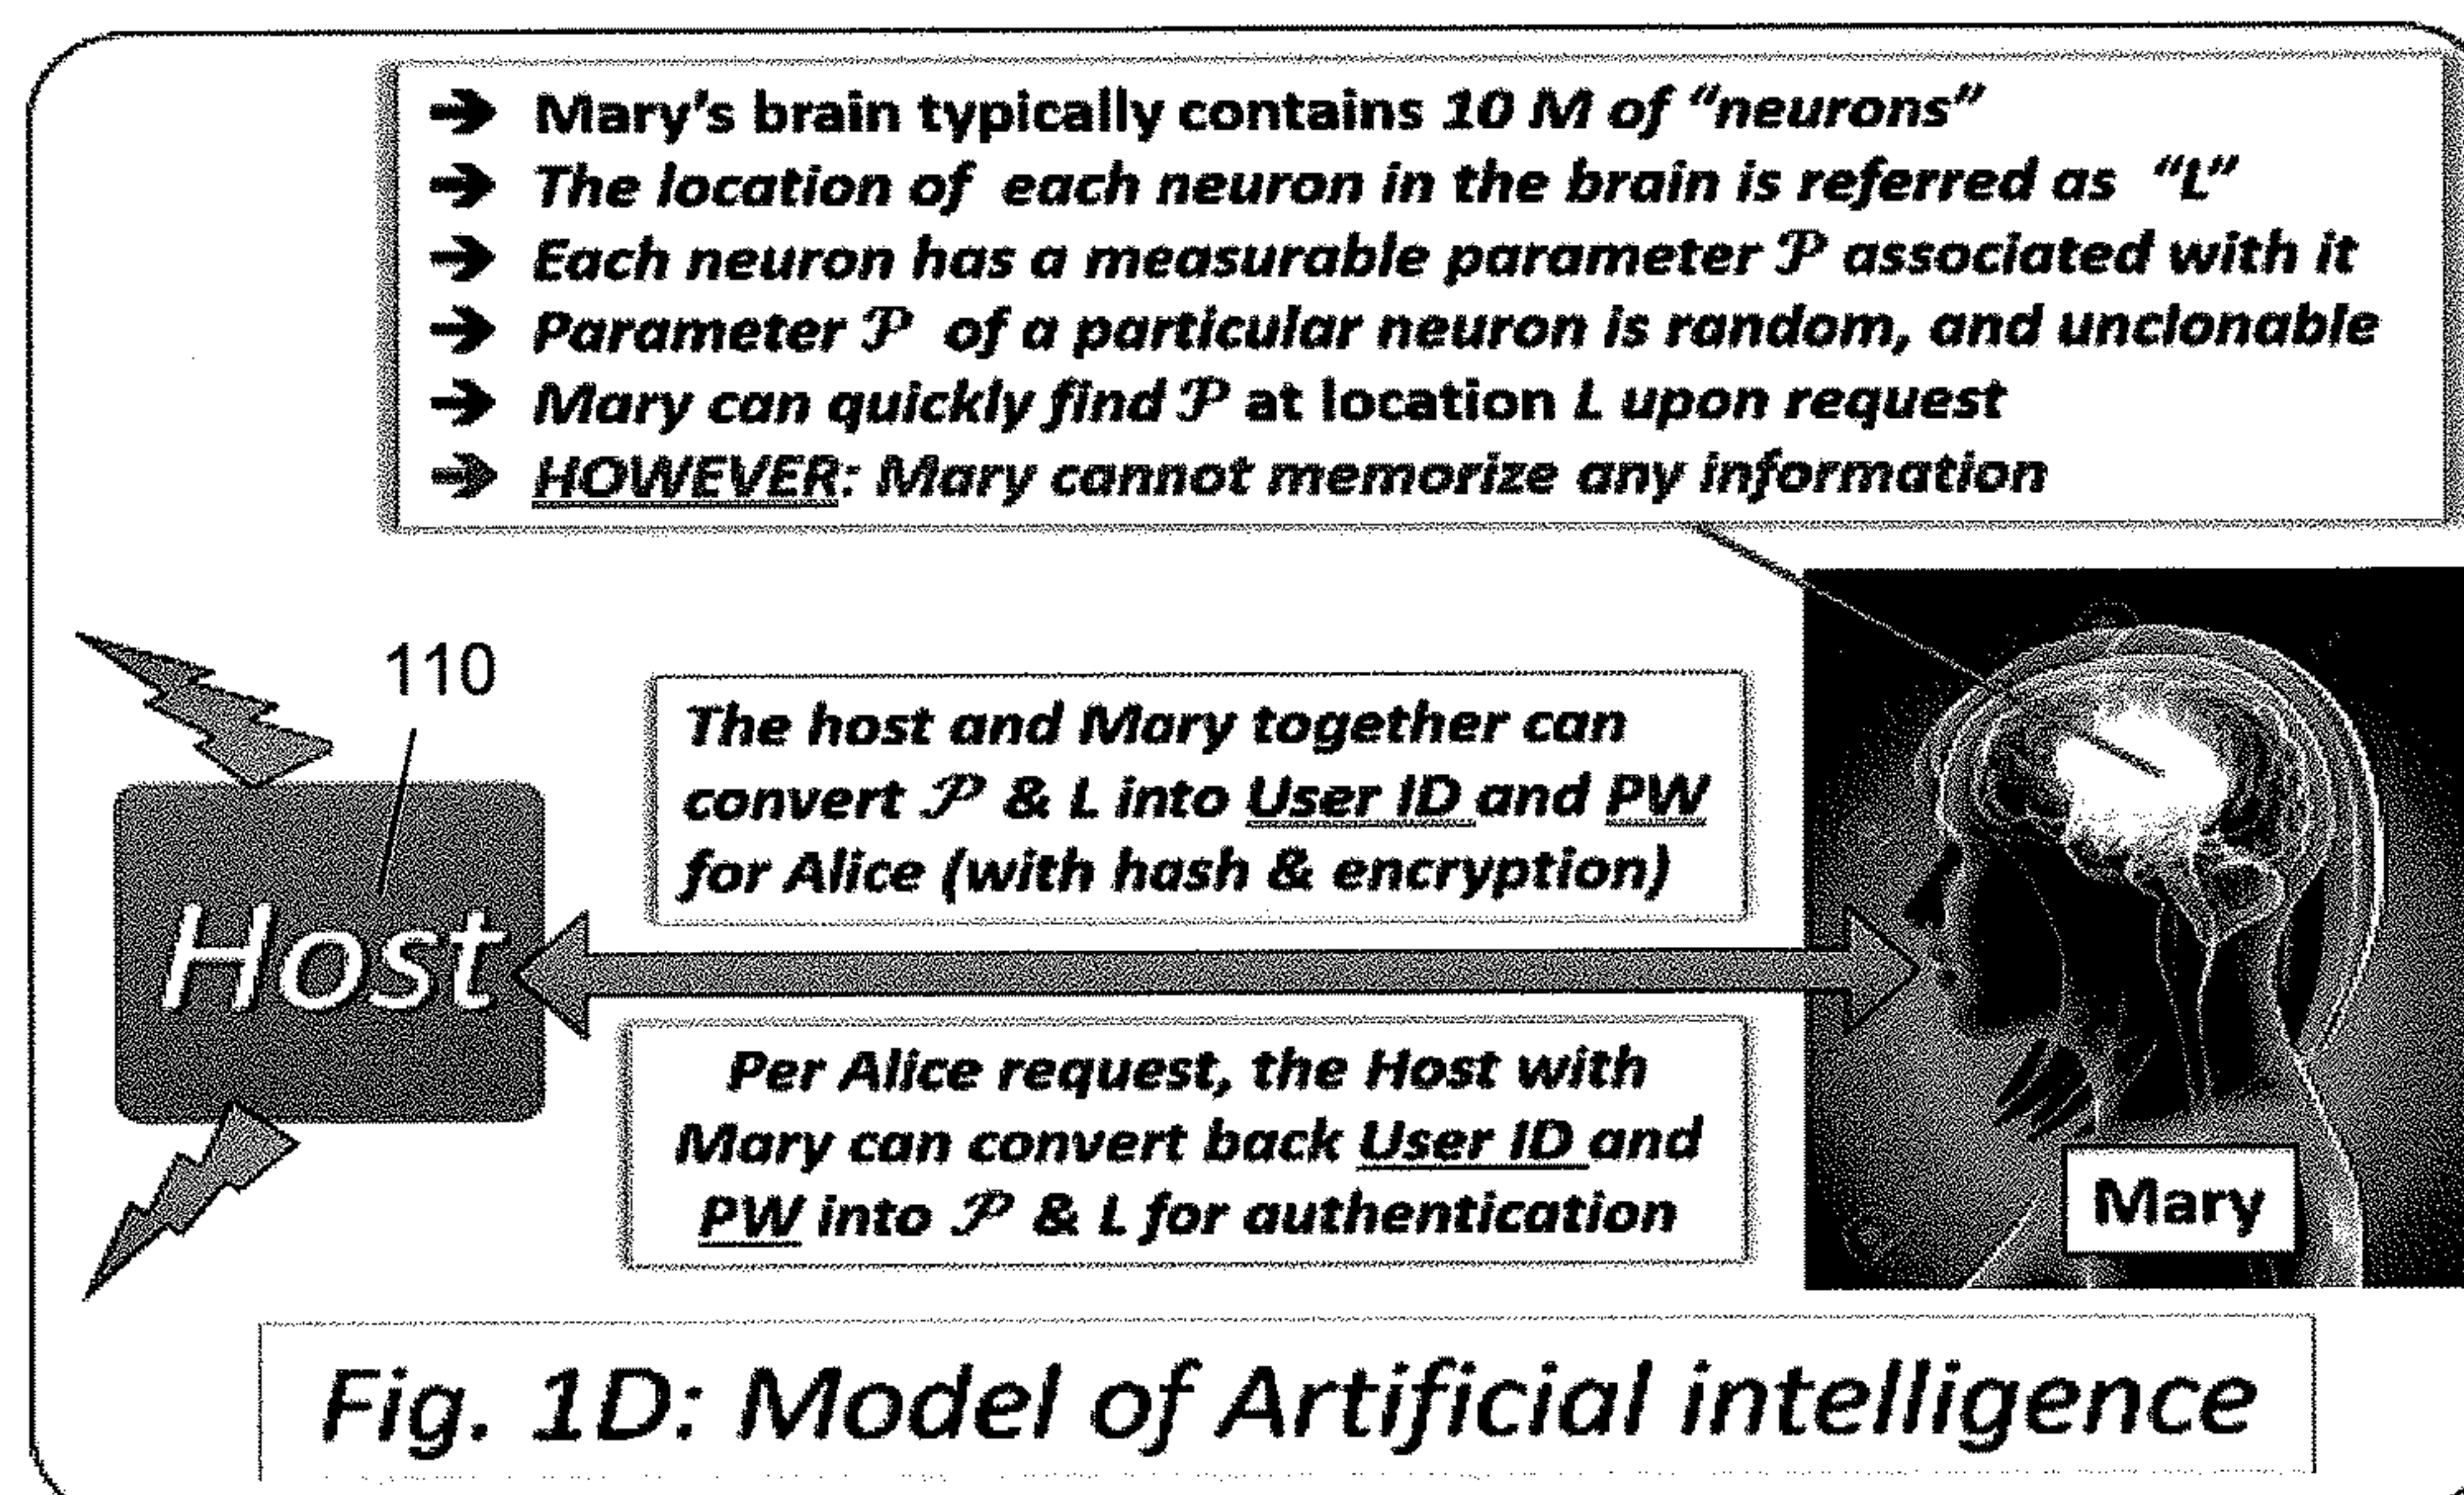 ➔ Mary's brain typically contains 10 M of “neurons”
➔ The location of each neuron in the brain is referred as “L”
➔ Each neuron has a measurable parameter 𝒫 associated with it
➔ Parameter 𝒫 of a particular neuron is random, and unclonable
➔ Mary can quickly find 𝒫 at location L upon request
➔ HOWEVER: Mary cannot memorize any information
110
The host and Mary together can
convert 𝒫 & L into User ID and PW
for Alice (with hash & encryption)
Host
Per Alice request, the Host with
Mary can convert back User ID and
PW into 𝒫 & L for authentication
Mary
Fig. 1D: Model of Artificial intelligence